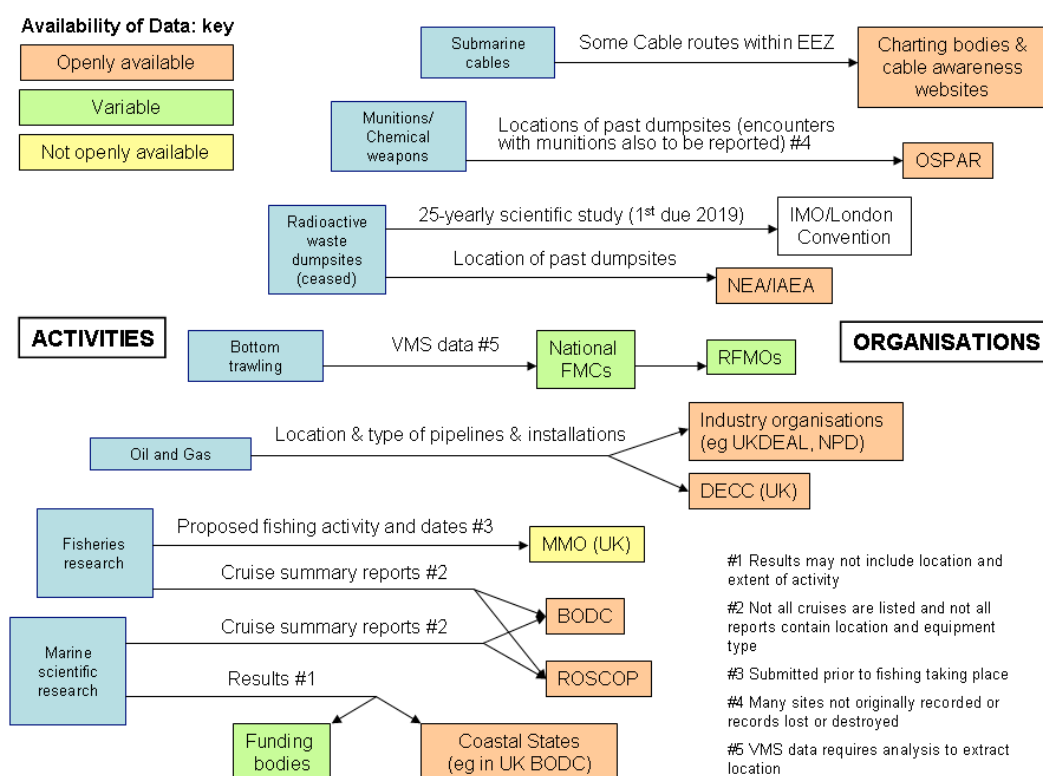 Availability of Data: key
Openly available
Variable
Not openly available
Submarine
cables
Some Cable routes within EEZ
Charting bodies &
cable awareness
websites
Munitions/
Chemical
weapons
Locations of past dumpsites (encounters
with munitions also to be reported) #4
OSPAR
Radioactive
waste
dumpsites
(ceased)
25-yearly scientific study (1st due 2019)
IMO/London
Convention
Location of past dumpsites
NEA/IAEA
ACTIVITIES
ORGANISATIONS
Bottom
trawling
VMS data #5
National
FMCs
RFMOs
Oil and Gas
Location & type of pipelines & installations
Industry organisations
(eg UKDEAL, NPD)
DECC (UK)
Fisheries
research
Proposed fishing activity and dates #3
MMO (UK)
Cruise summary reports #2
BODC
Marine
scientific
research
Cruise summary reports #2
ROSCOP
Results #1
Funding
bodies
Coastal States
(eg in UK BODC)
#1 Results may not include location and
extent of activity
#2 Not all cruises are listed and not all
reports contain location and equipment
type
#3 Submitted prior to fishing taking place
#4 Many sites not originally recorded or
records lost or destroyed
#5 VMS data requires analysis to extract
location